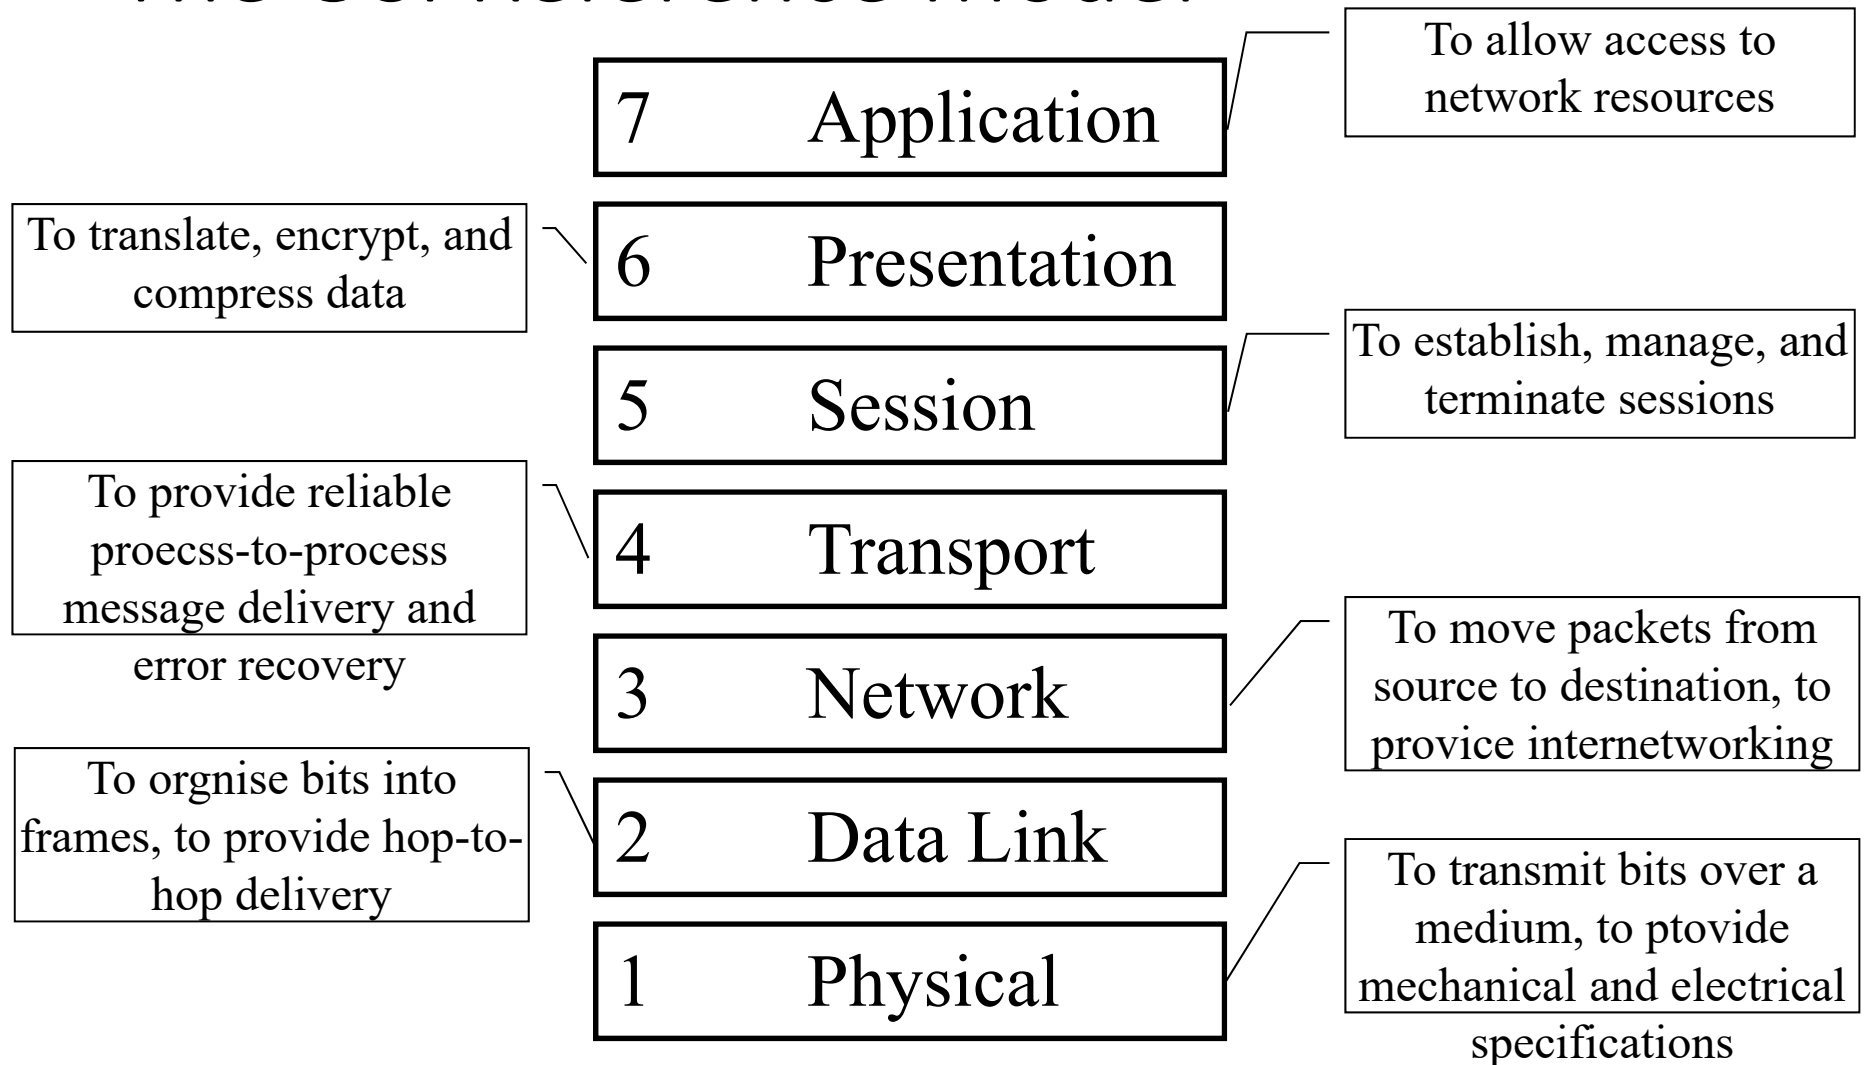 The OSI Reference Model
To allow access to
network resources
7 Application
To translate, encrypt, and
compress data
6 Presentation
To establish, manage, and
terminate sessions
5 Session
To provide reliable
proecss-to-process
message delivery and
error recovery
4 Transport
To move packets from
source to destination, to
provice internetworking
3 Network
To orgnise bits into
frames, to provide hop-to-
hop delivery
2 Data Link
To transmit bits over a
medium, to ptovide
mechanical and electrical
specifications
1 Physical